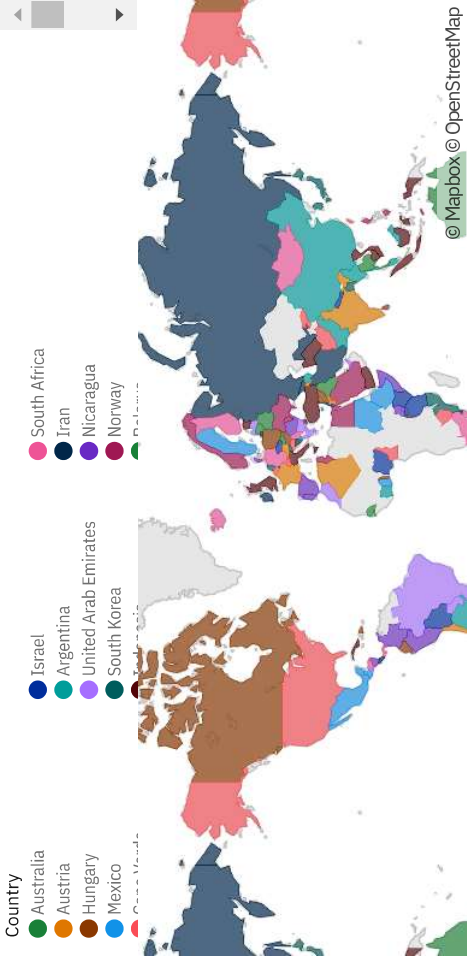 Country
Australia
Israel
South Africa
Austria
Argentina
Iran
Hungary
United Arab Emirates
Nicaragua
Mexico
South Korea
Norway
© Mapbox © OpenStreetMap